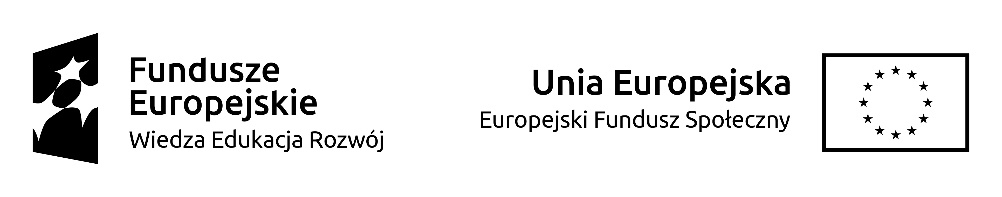 Fundusze
Europejskie
Wiedza Edukacja Rozwój
Unia Europejska
Europejski Fundusz Społeczny